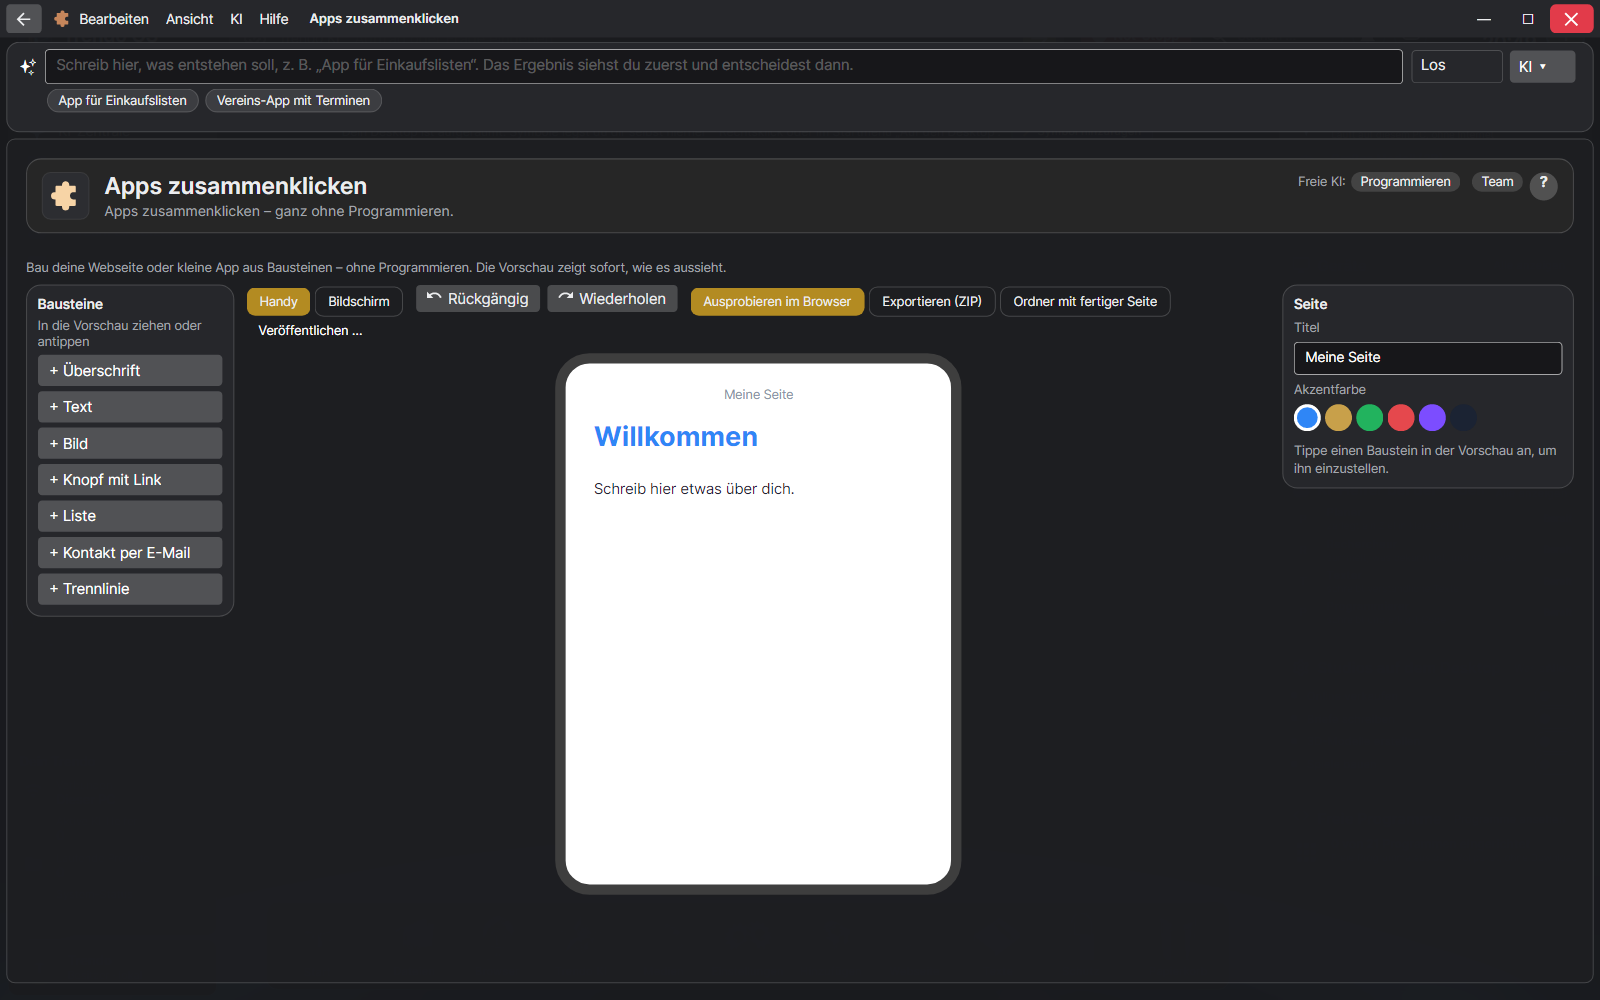 Bearbeiten Ansicht KI Hilfe Apps zusammenklicken
Schreib hier, was entstehen soll, z. B. „App für Einkaufslisten“. Das Ergebnis siehst du zuerst und entscheidest dann.
Los
KI ▾
App für Einkaufslisten
Vereins-App mit Terminen
Apps zusammenklicken
Apps zusammenklicken – ganz ohne Programmieren.
Freie KI: Programmieren Team ?
Bau deine Webseite oder kleine App aus Bausteinen – ohne Programmieren. Die Vorschau zeigt sofort, wie es aussieht.
Bausteine
In die Vorschau ziehen oder
antippen
+ Überschrift
+ Text
+ Bild
+ Knopf mit Link
+ Liste
+ Kontakt per E-Mail
+ Trennlinie
Handy Bildschirm Rückgängig Wiederholen Ausprobieren im Browser Exportieren (ZIP) Ordner mit fertiger Seite
Veröffentlichen ...
Meine Seite
Willkommen
Schreib hier etwas über dich.
Seite
Titel
Meine Seite
Akzentfarbe
Tippe einen Baustein in der Vorschau an, um
ihn einzustellen.